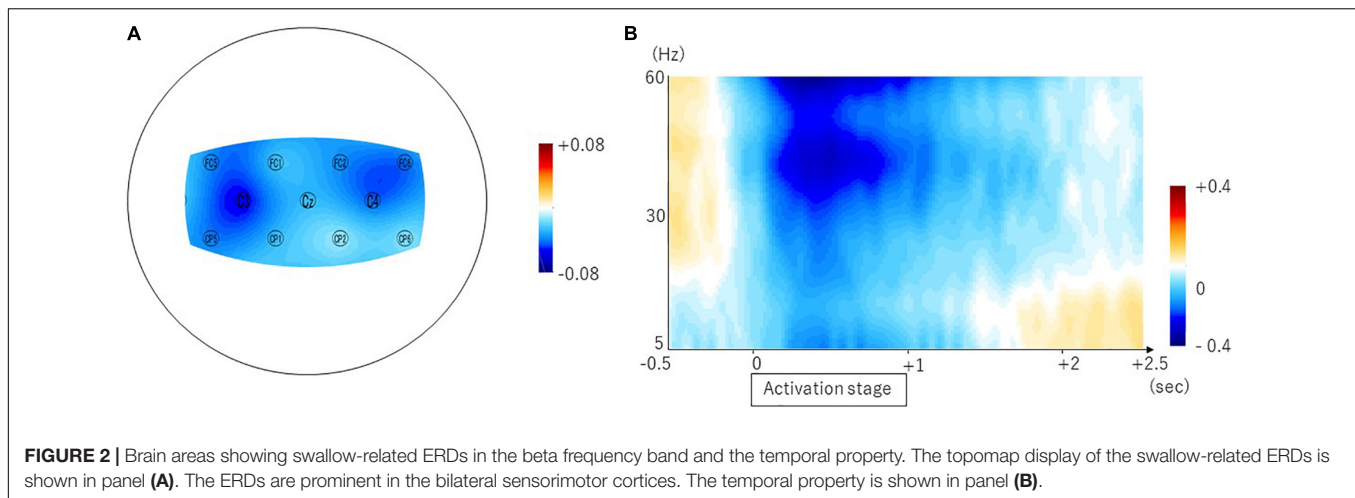 A
FC5 FC1 FC2 FC6
C3 Cz C4
CP5 CP1 CP2 CP6
+0.08
-0.08
B
(Hz)
60
30
5
-0.5 0 +1 +2 +2.5
(sec)
Activation stage
+0.4
0
- 0.4
FIGURE 2 | Brain areas showing swallow-related ERDs in the beta frequency band and the temporal property. The topomap display of the swallow-related ERDs is
shown in panel (A). The ERDs are prominent in the bilateral sensorimotor cortices. The temporal property is shown in panel (B).